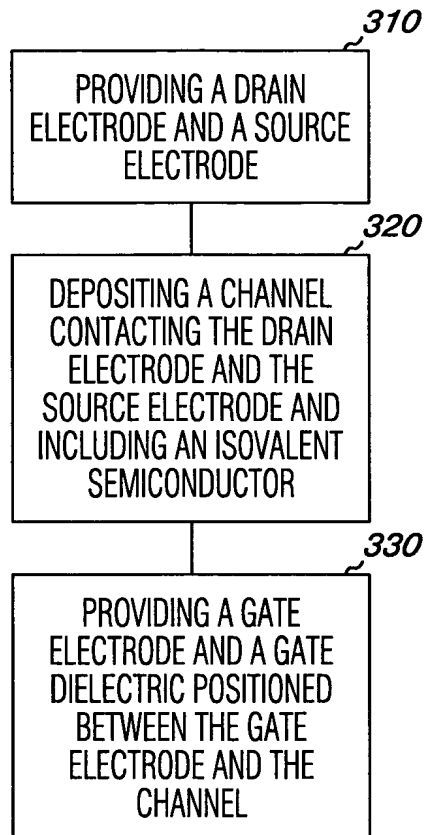 310
PROVIDING A DRAIN
ELECTRODE AND A SOURCE
ELECTRODE
320
DEPOSITING A CHANNEL
CONTACTING THE DRAIN
ELECTRODE AND THE
SOURCE ELECTRODE AND
INCLUDING AN ISOVALENT
SEMICONDUCTOR
330
PROVIDING A GATE
ELECTRODE AND A GATE
DIELECTRIC POSITIONED
BETWEEN THE GATE
ELECTRODE AND THE
CHANNEL